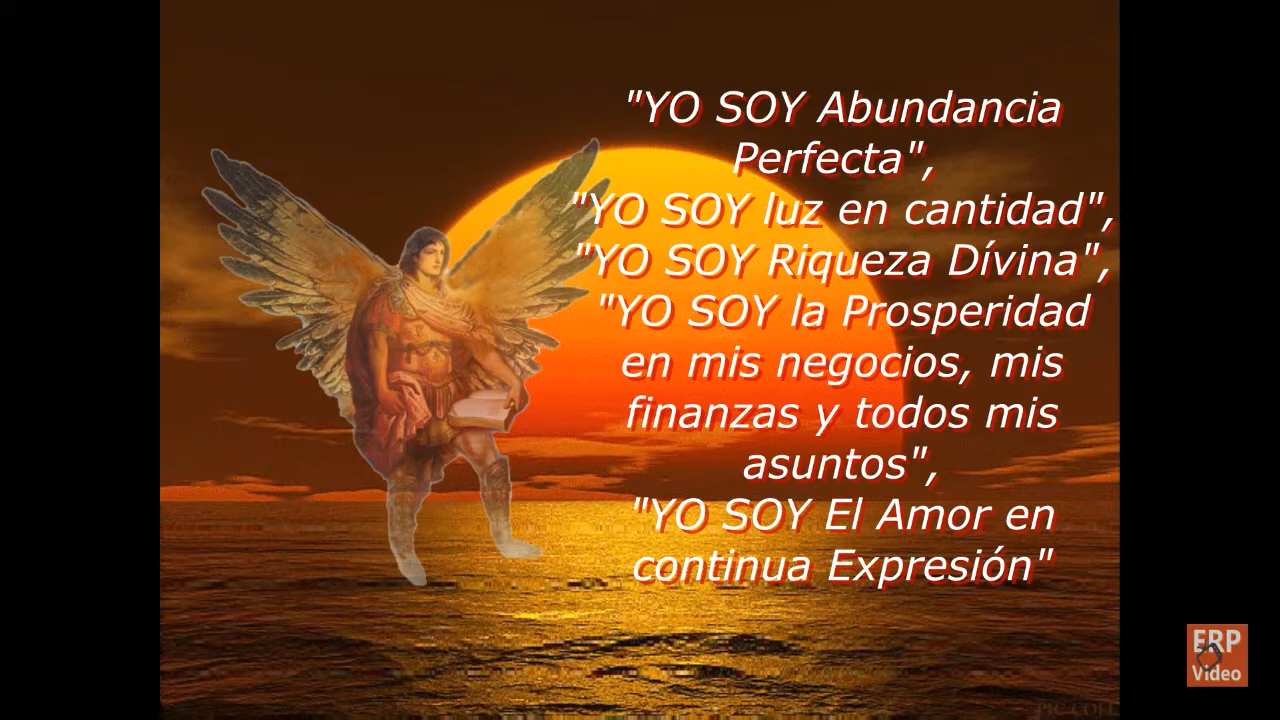 "YO SOY Abundancia
Perfecta",
"YO SOY luz en cantidad",
"YO SOY Riqueza Dívina",
"YO SOY la Prosperidad
en mis negocios, mis
finanzas y todos mis
asuntos",
"YO SOY El Amor en
continua Expresión"
ERP
Video